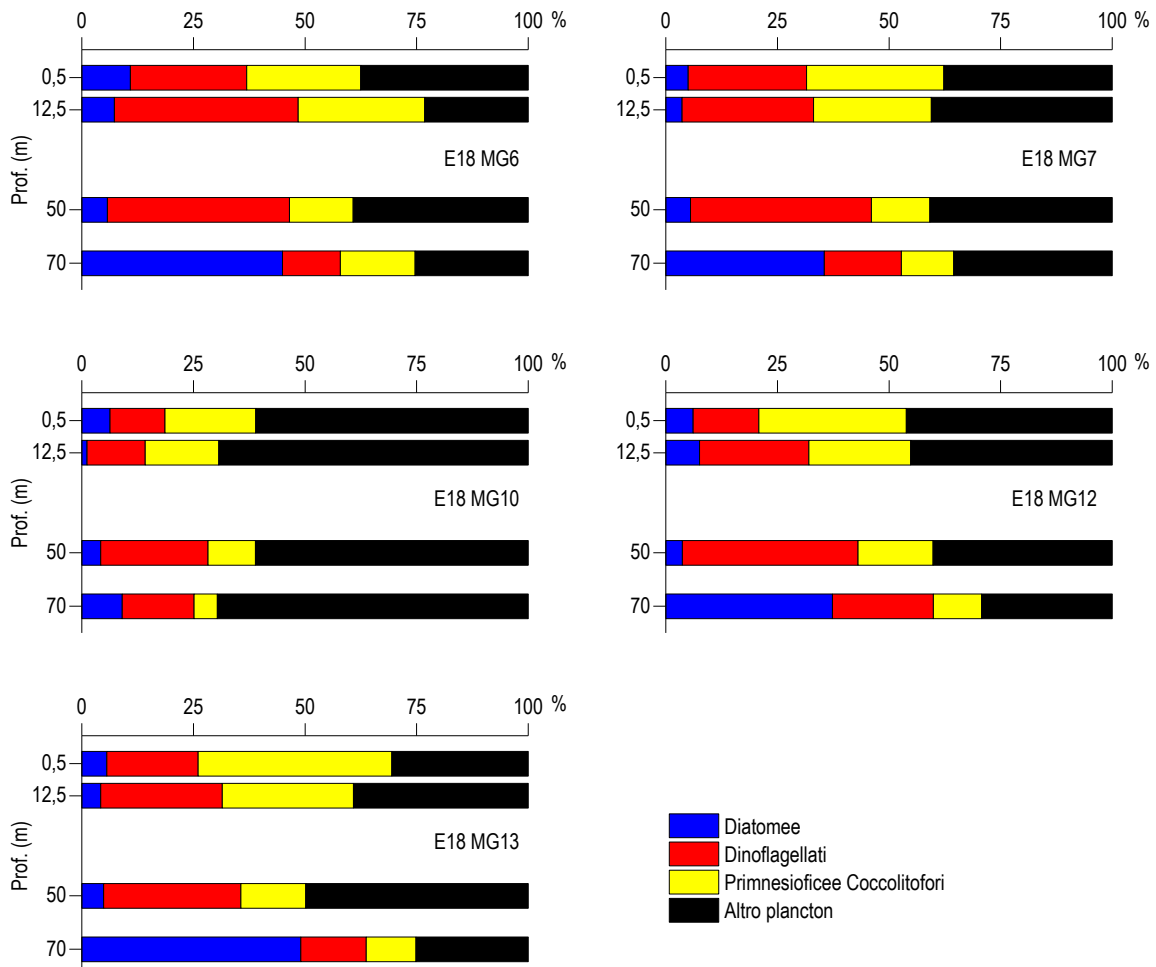 0 25 50 75 100 %
0,5
12,5
50
70
Prof. (m)
E18 MG6
0 25 50 75 100 %
0,5
12,5
50
70
E18 MG7
0 25 50 75 100 %
0,5
12,5
50
70
Prof. (m)
E18 MG10
0 25 50 75 100 %
0,5
12,5
50
70
E18 MG12
0 25 50 75 100 %
0,5
12,5
50
70
Prof. (m)
E18 MG13
Diatomee
Dinoflagellati
Primnesioficee Coccolitofori
Altro plancton